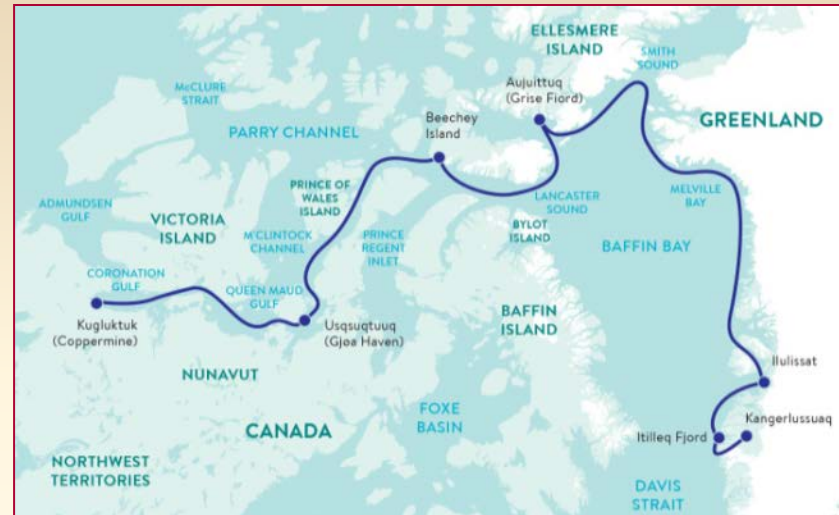 ELLESMERE
ISLAND
SMITH
SOUND
McCLURE
STRAIT
Aujuittuq
(Grise Fiord)
Beechey
Island
GREENLAND
PARRY CHANNEL
PRINCE OF
WALES
ISLAND
LANCASTER
SOUND
MELVILLE
BAY
ADMUNDSEN
GULF
VICTORIA
ISLAND
M'CLINTOCK
CHANNEL
PRINCE
REGENT
INLET
BYLOT
ISLAND
BAFFIN BAY
CORONATION
GULF
QUEEN MAUD
GULF
Kugluktuk
(Coppermine)
Usqsuqtuuq
(Gjøa Haven)
BAFFIN
ISLAND
NUNAVUT
Ilulissat
FOXE
BASIN
Kangerlussuaq
CANADA
Itilleq Fjord
NORTHWEST
TERRITORIES
DAVIS
STRAIT